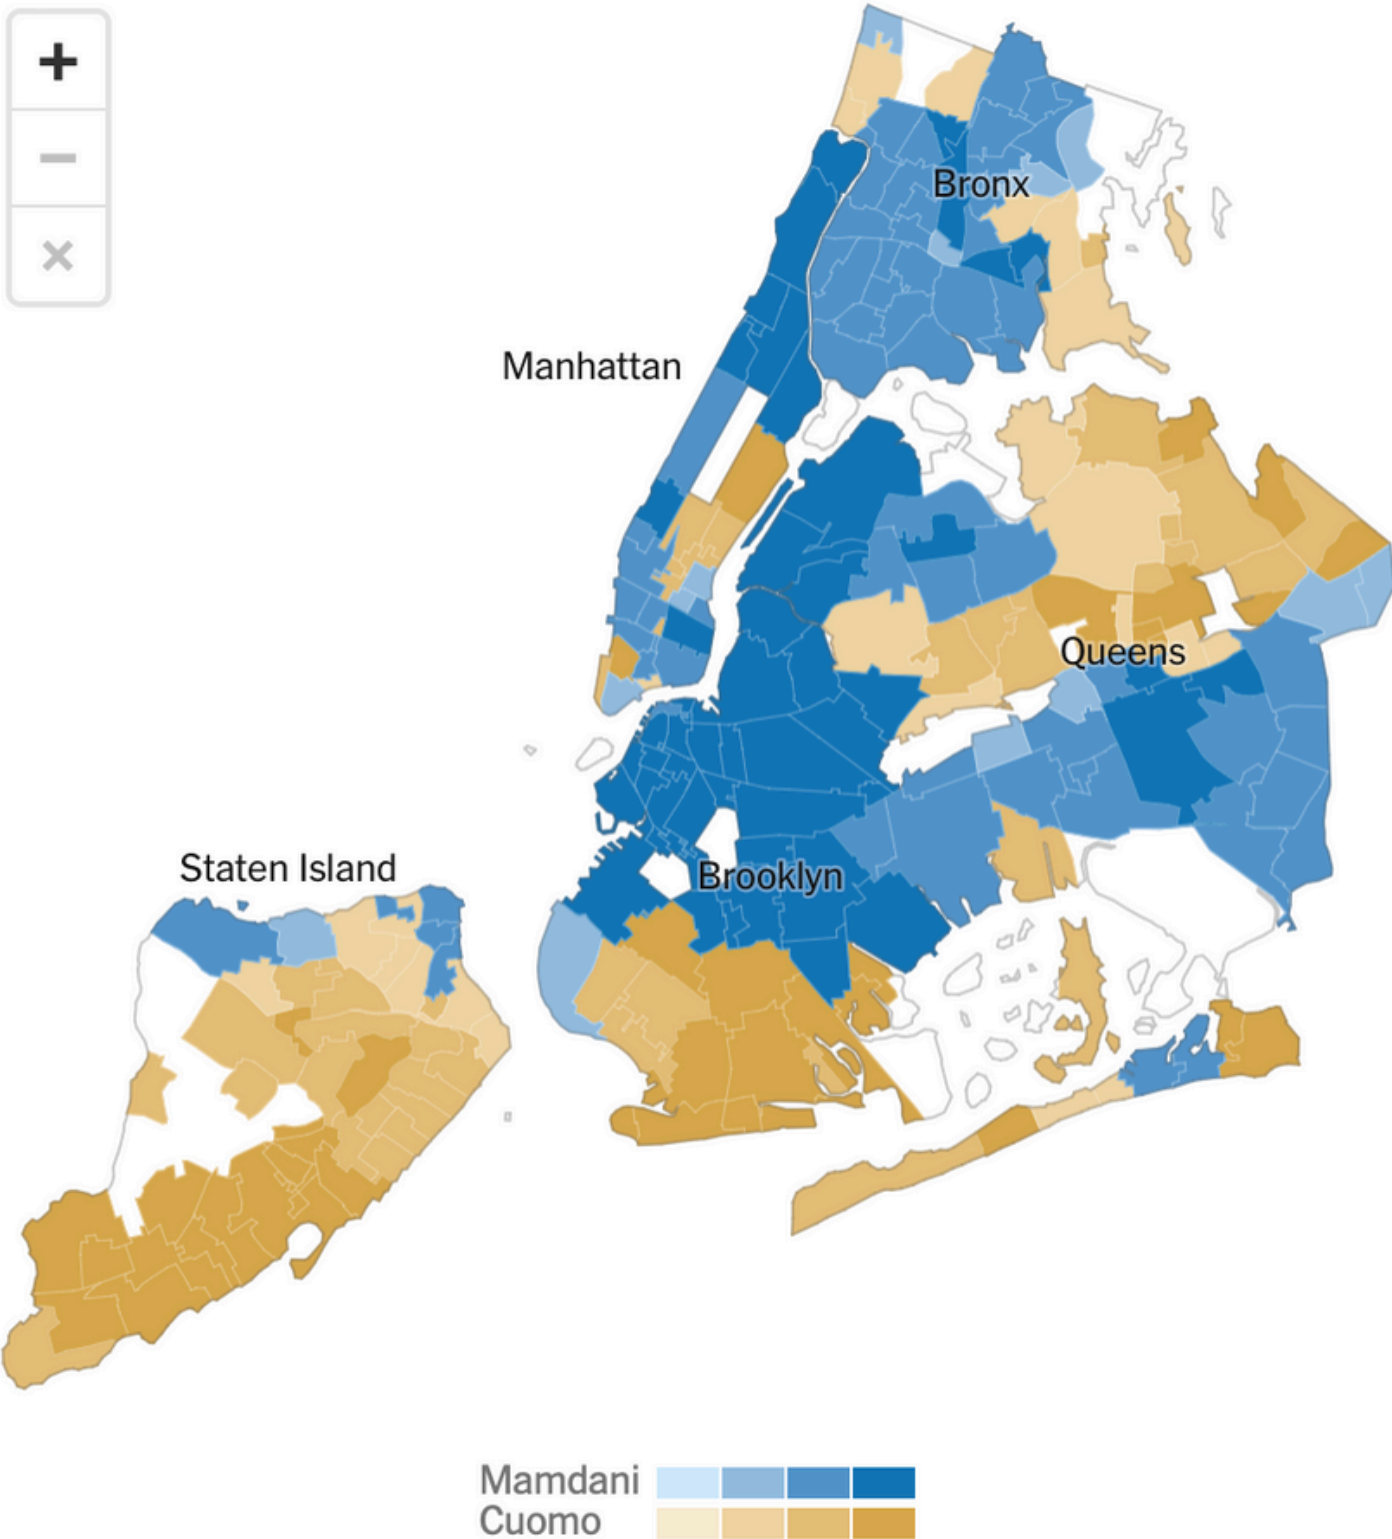 +
−
×
Bronx
Manhattan
Queens
Staten Island
Brooklyn
Mamdani
Cuomo